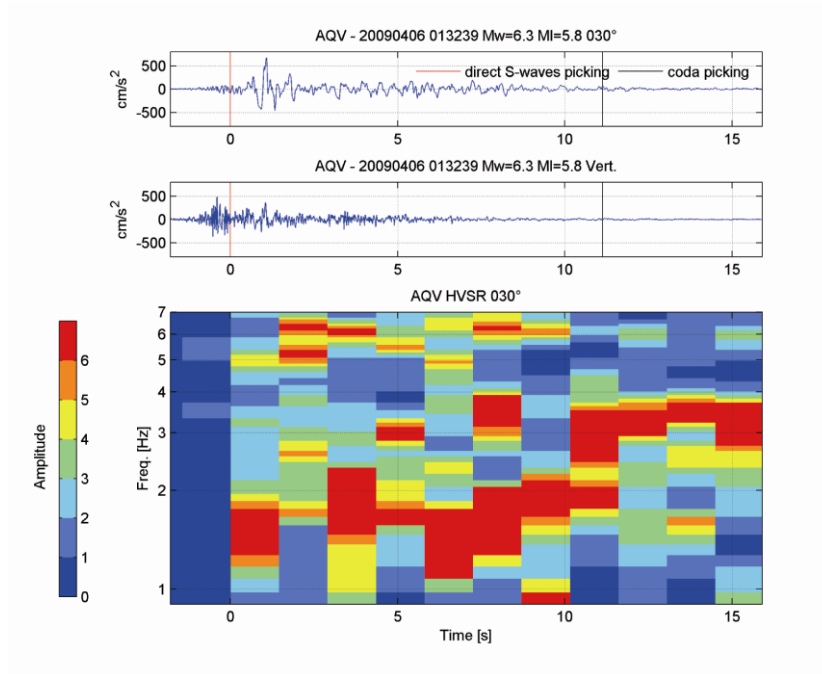 AQV - 20090406 013239 Mw=6.3 Ml=5.8 030°
cm/s²
500
0
-500
direct S-waves picking
coda picking
0 5 10 15
AQV - 20090406 013239 Mw=6.3 Ml=5.8 Vert.
cm/s²
500
0
-500
0 5 10 15
AQV HVSR 030°
Amplitude
6
5
4
3
2
1
0
Freq. [Hz]
7
6
5
4
3
2
1
0 5 10 15
Time [s]